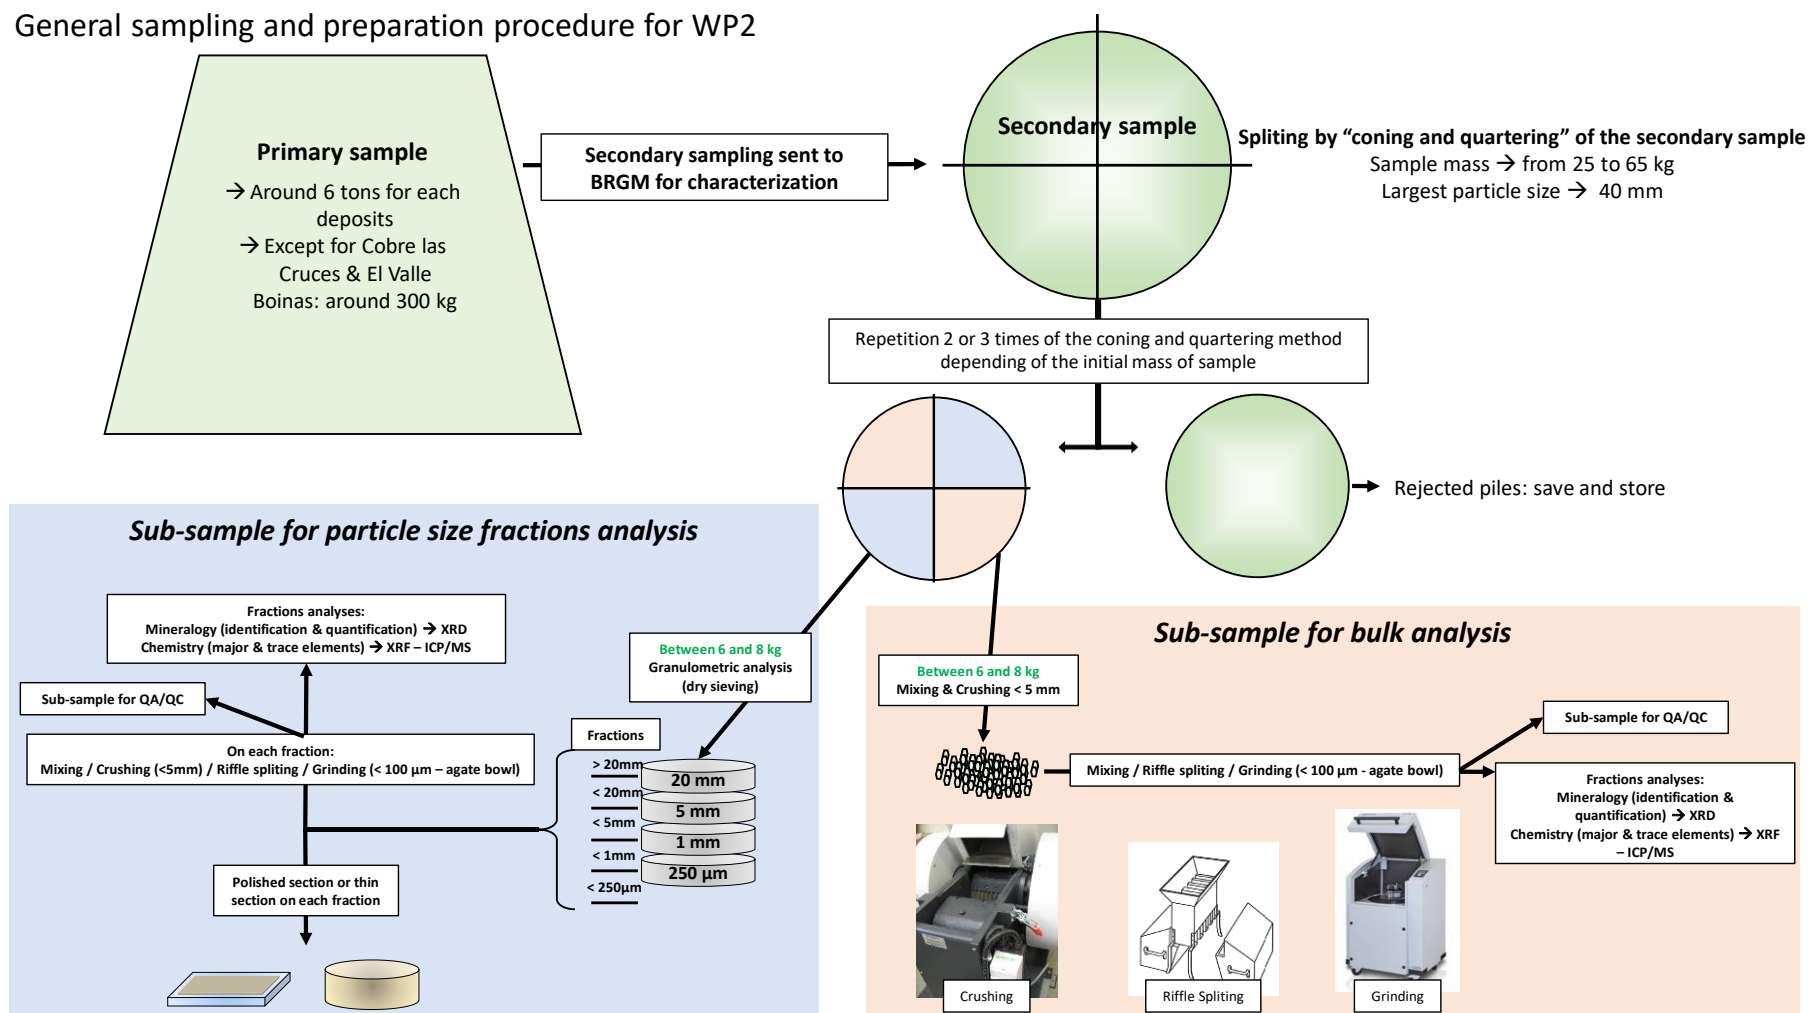 General sampling and preparation procedure for WP2
Primary sample
→ Around 6 tons for each
deposits
→ Except for Cobre las
Cruces & El Valle
Boinas: around 300 kg
Secondary sampling sent to
BRGM for characterization
Secondary sample
Spliting by “coning and quartering” of the secondary sample
Sample mass → from 25 to 65 kg
Largest particle size → 40 mm
Repetition 2 or 3 times of the coning and quartering method
depending of the initial mass of sample
Rejected piles: save and store
Sub-sample for particle size fractions analysis
Fractions analyses:
Mineralogy (identification & quantification) → XRD
Chemistry (major & trace elements) → XRF – ICP/MS
Sub-sample for QA/QC
On each fraction:
Mixing / Crushing (<5mm) / Riffle spliting / Grinding (< 100 µm – agate bowl)
Polished section or thin
section on each fraction
Between 6 and 8 kg
Granulometric analysis
(dry sieving)
Fractions
> 20mm
< 20mm
< 5mm
< 1mm
< 250µm
20 mm
5 mm
1 mm
250 µm
Sub-sample for bulk analysis
Between 6 and 8 kg
Mixing & Crushing < 5 mm
Mixing / Riffle spliting / Grinding (< 100 µm - agate bowl)
Sub-sample for QA/QC
Fractions analyses:
Mineralogy (identification &
quantification) → XRD
Chemistry (major & trace elements) → XRF
– ICP/MS
Crushing
Riffle Spliting
Grinding